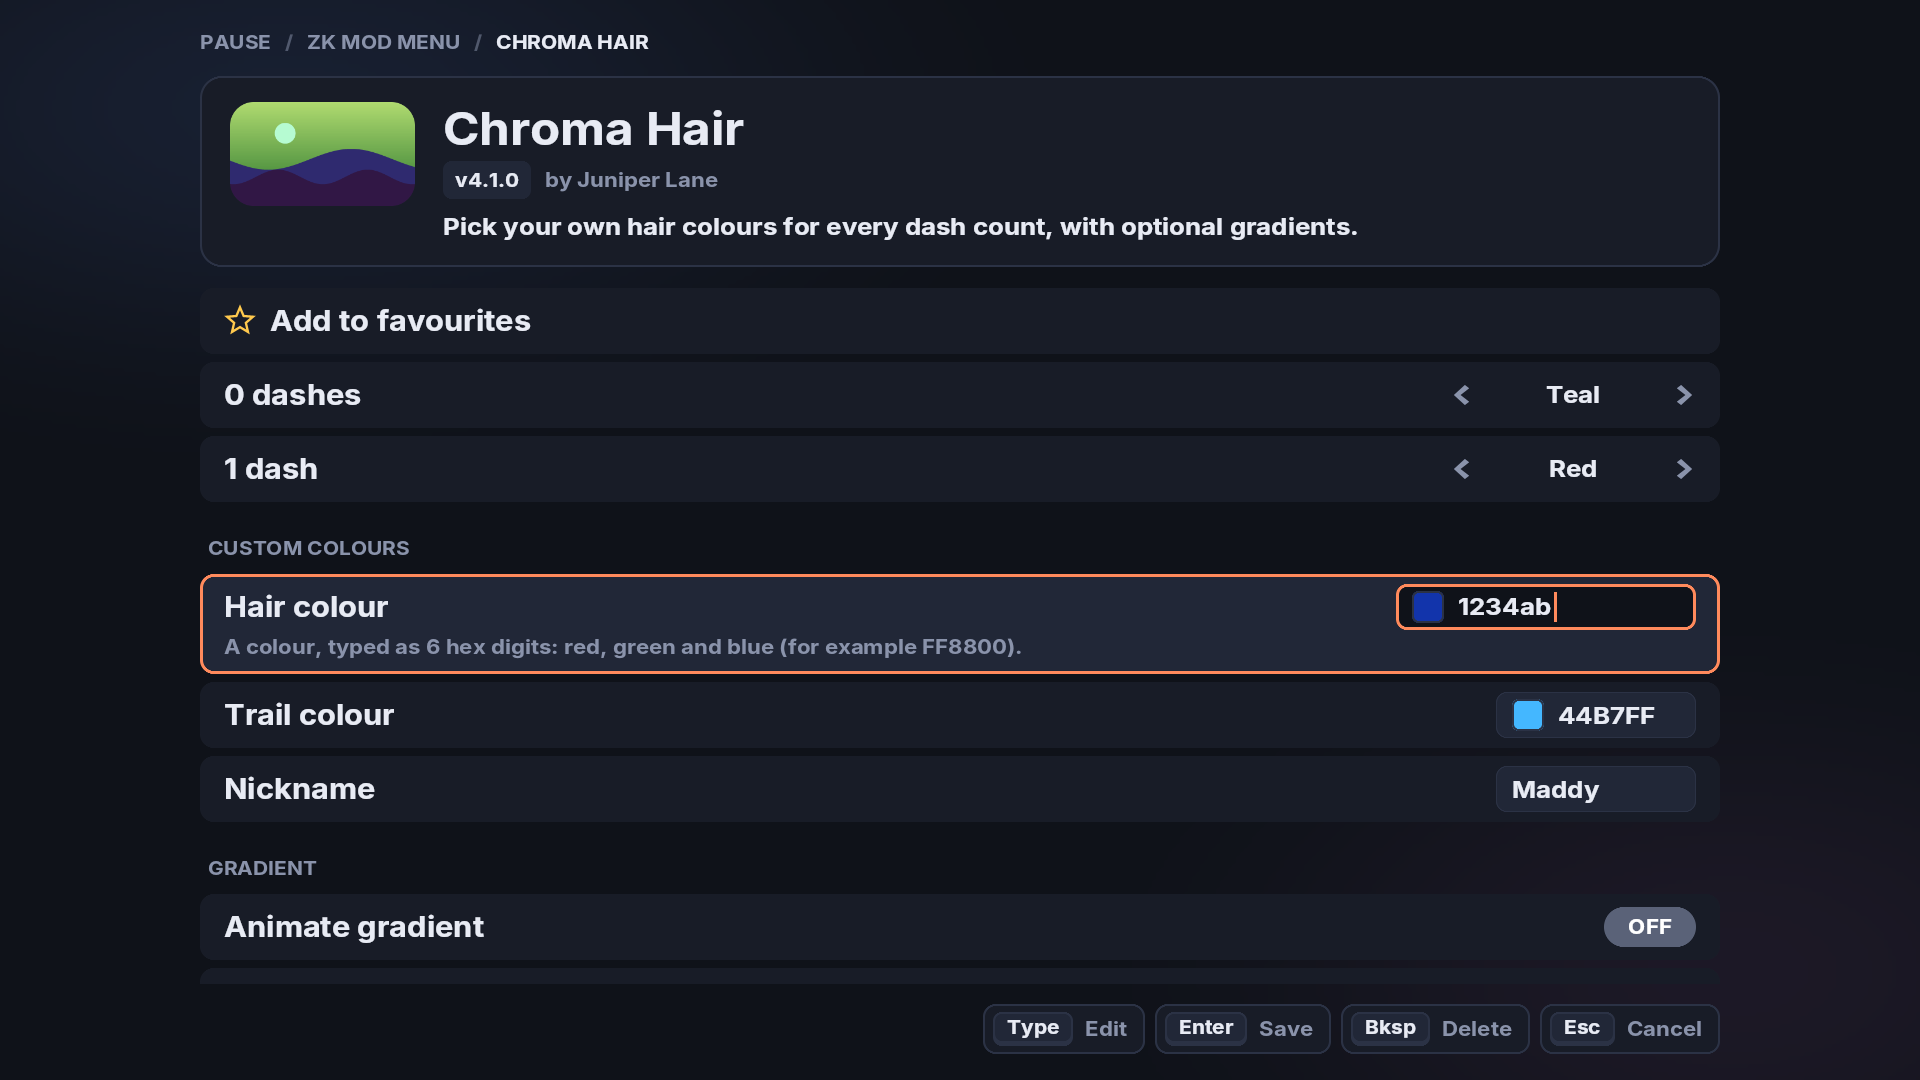 PAUSE / ZK MOD MENU / CHROMA HAIR
Chroma Hair
v4.1.0 by Juniper Lane
Pick your own hair colours for every dash count, with optional gradients.
Add to favourites
0 dashes Teal
1 dash Red
CUSTOM COLOURS
Hair colour 1234ab
A colour, typed as 6 hex digits: red, green and blue (for example FF8800).
Trail colour 44B7FF
Nickname Maddy
GRADIENT
Animate gradient OFF
Type Edit Enter Save Bksp Delete Esc Cancel